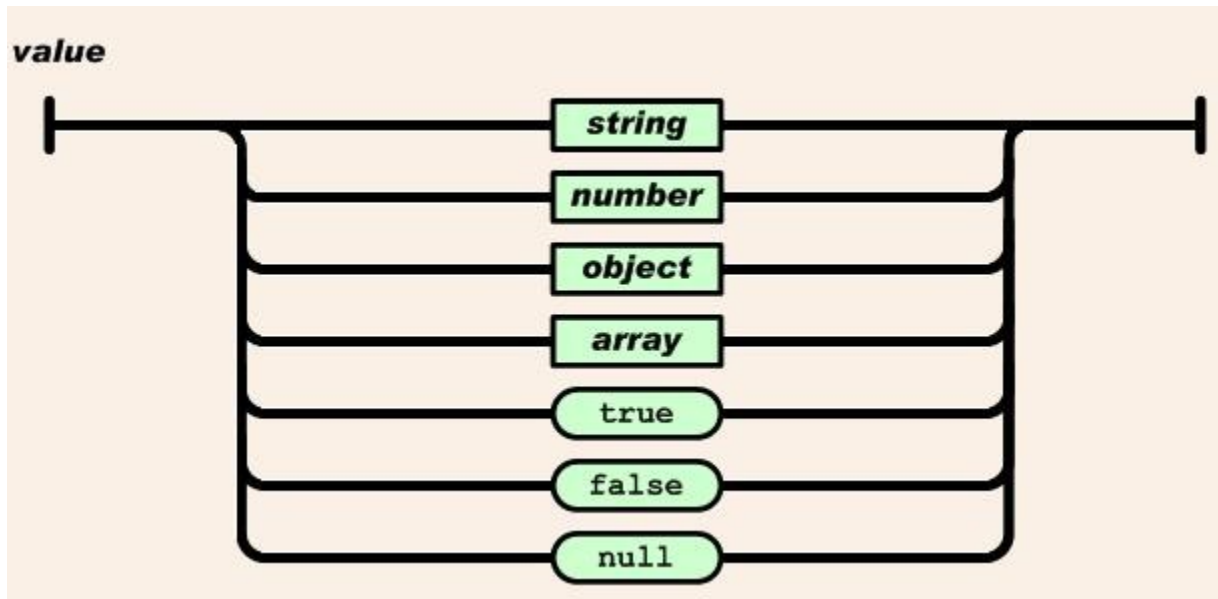 value
string
number
object
array
true
false
null